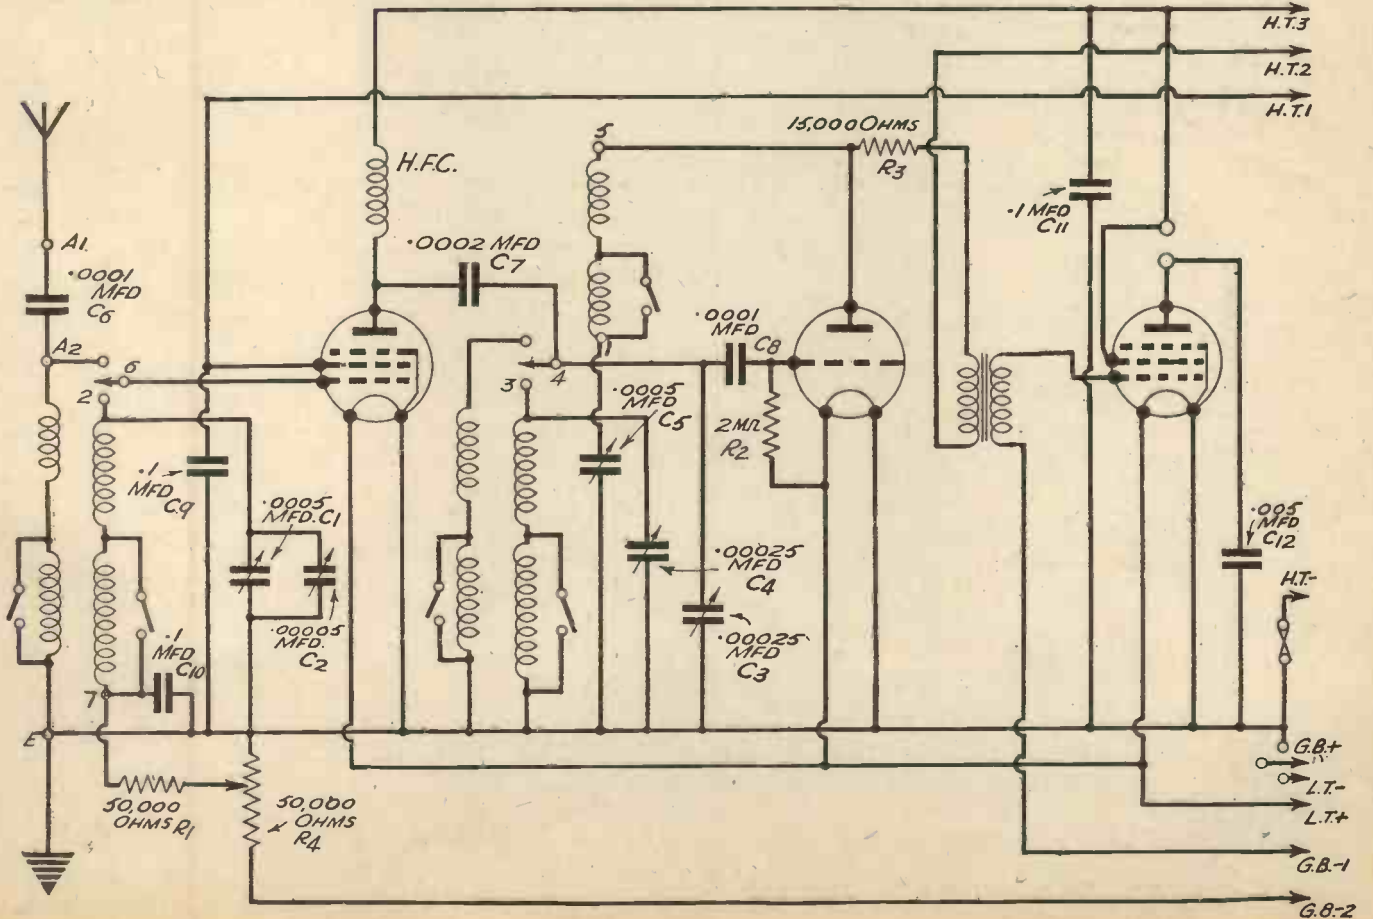 H.T.3
H.T.2
H.T.1
15,000 OHMS
R3
5
H.F.C.
·0002 MFD
C7
·1 MFD
C11
A1.
·0001
MFD
C6
A2
6
2
3
4
1
·0001
MFD
C8
·0005
MFD
C5
2MΩ
R2
·1
MFD
C9
·0005
MFD. C1
·00005
MFD.
C2
·00025
MFD
C4
·00025
MFD
C3
·005
MFD
C12
H.T.-
·1
MFD
C10
7
E
G.B.+
L.T.-
L.T.+
50,000
OHMS R1
50,000
OHMS
R4
G.B.-1
G.B.-2